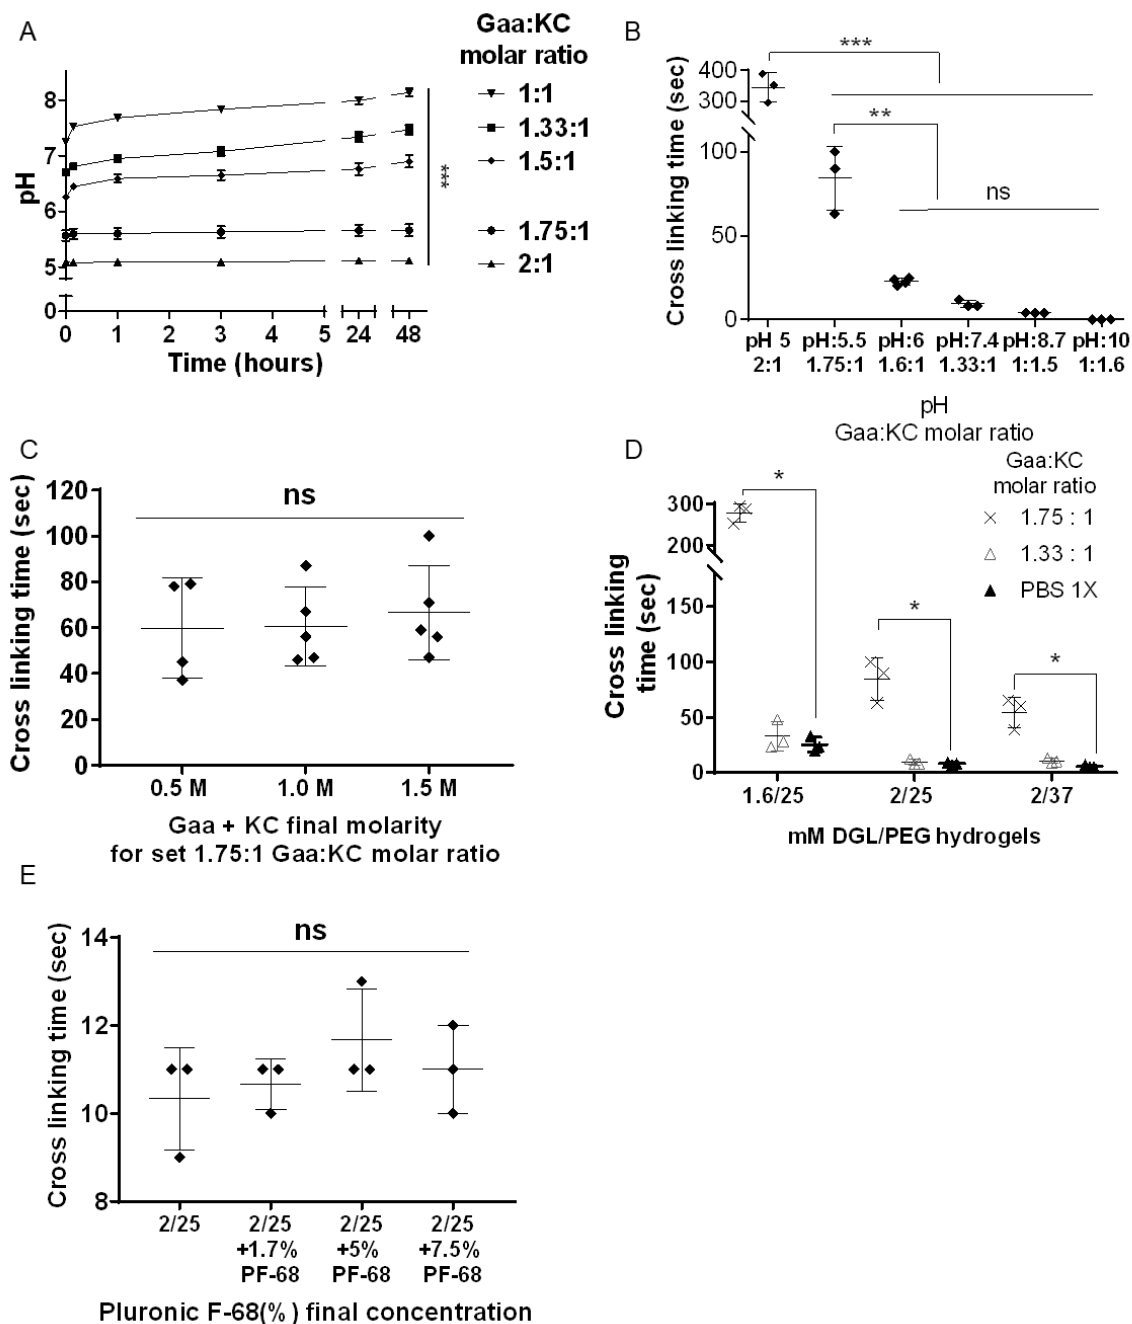 A
Gaa:KC
molar ratio
1:1
1.33:1
1.5:1
1.75:1
2:1
***
pH
8
7
6
5
0
0 1 2 3 5 24 48
Time (hours)
B
Cross linking time (sec)
400
300
100
50
0
***
**
ns
pH 5 pH:5.5 pH:6 pH:7.4 pH:8.7 pH:10
2:1 1.75:1 1.6:1 1.33:1 1:1.5 1:1.6
pH
Gaa:KC molar ratio
C
Cross linking time (sec)
120
100
80
60
40
20
0
ns
0.5 M 1.0 M 1.5 M
Gaa + KC final molarity
for set 1.75:1 Gaa:KC molar ratio
D
Gaa:KC
molar ratio
1.75 : 1
1.33 : 1
PBS 1X
Cross linking
time (sec)
300
200
150
100
50
0
*
*
*
1.6/25 2/25 2/37
mM DGL/PEG hydrogels
E
Cross linking time (sec)
14
12
10
8
ns
2/25 2/25 2/25 2/25
+1.7% +5% +7.5%
PF-68 PF-68 PF-68
Pluronic F-68(%) final concentration